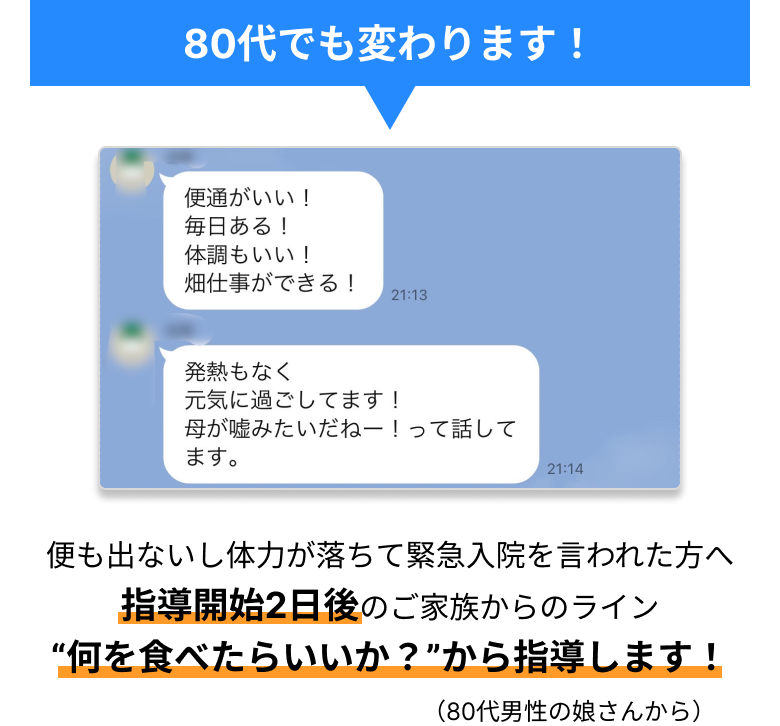 80代でも変わります！
便通がいい！
毎日ある！
体調もいい！
畑仕事ができる！
21:13
発熱もなく
元気に過ごしてます！
母が嘘みたいだねー！って話して
ます。
21:14
便も出ないし体力が落ちて緊急入院を言われた方へ
指導開始2日後のご家族からのライン
“何を食べたらいいか？”から指導します！
（80代男性の娘さんから）